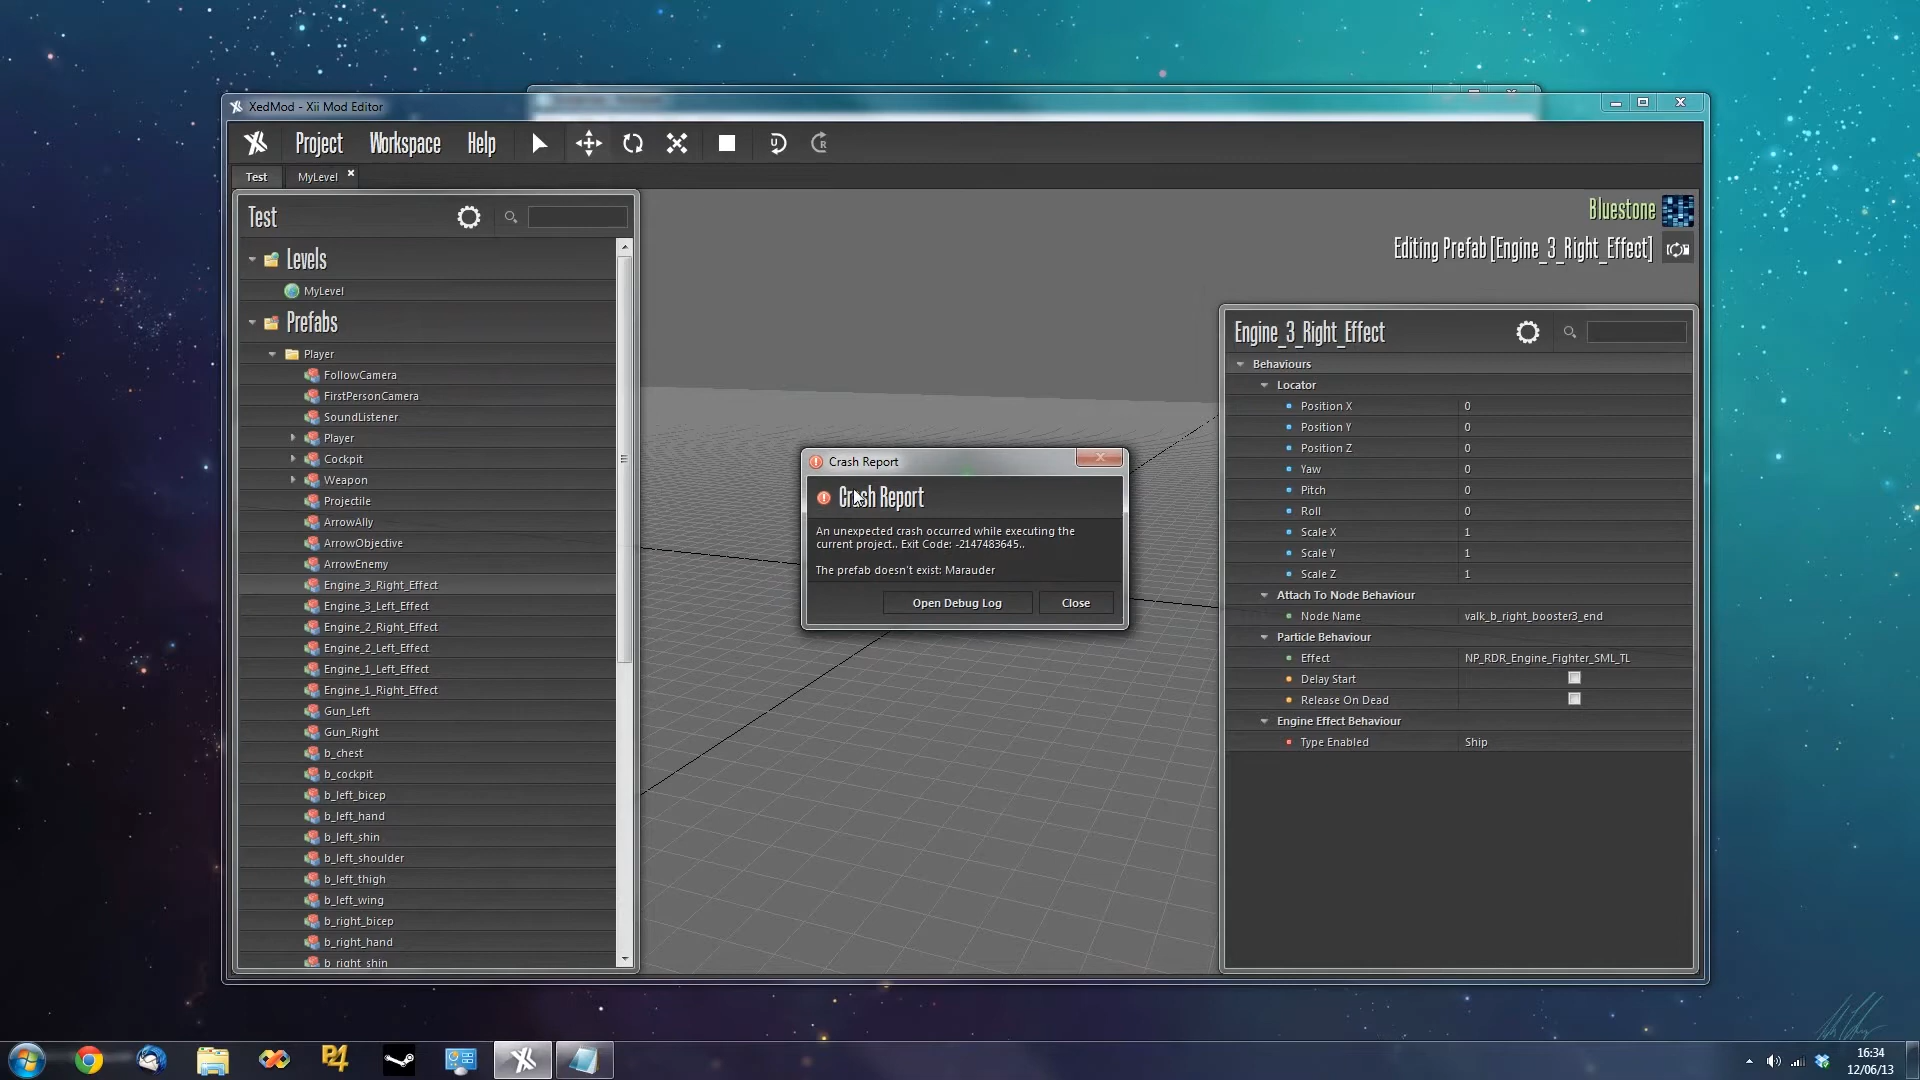 XedMod - Xii Mod Editor
Project Workspace Help
Test MyLevel
Test
Levels
MyLevel
Prefabs
Player
FollowCamera
FirstPersonCamera
SoundListener
Player
Cockpit
Weapon
Projectile
ArrowAlly
ArrowObjective
ArrowEnemy
Engine_3_Right_Effect
Engine_3_Left_Effect
Engine_2_Right_Effect
Engine_2_Left_Effect
Engine_1_Left_Effect
Engine_1_Right_Effect
Gun_Left
Gun_Right
b_chest
b_cockpit
b_left_bicep
b_left_hand
b_left_shin
b_left_shoulder
b_left_thigh
b_left_wing
b_right_bicep
b_right_hand
b_right_shin
Bluestone
Editing Prefab [Engine_3_Right_Effect]
Crash Report
Crash Report
An unexpected crash occurred while executing the
current project.. Exit Code: -2147483645..
The prefab doesn't exist: Marauder
Open Debug Log Close
Engine_3_Right_Effect
Behaviours
Locator
Position X 0
Position Y 0
Position Z 0
Yaw 0
Pitch 0
Roll 0
Scale X 1
Scale Y 1
Scale Z 1
Attach To Node Behaviour
Node Name valk_b_right_booster3_end
Particle Behaviour
Effect NP_RDR_Engine_Fighter_SML_TL
Delay Start
Release On Dead
Engine Effect Behaviour
Type Enabled Ship
P4
16:34
12/06/13